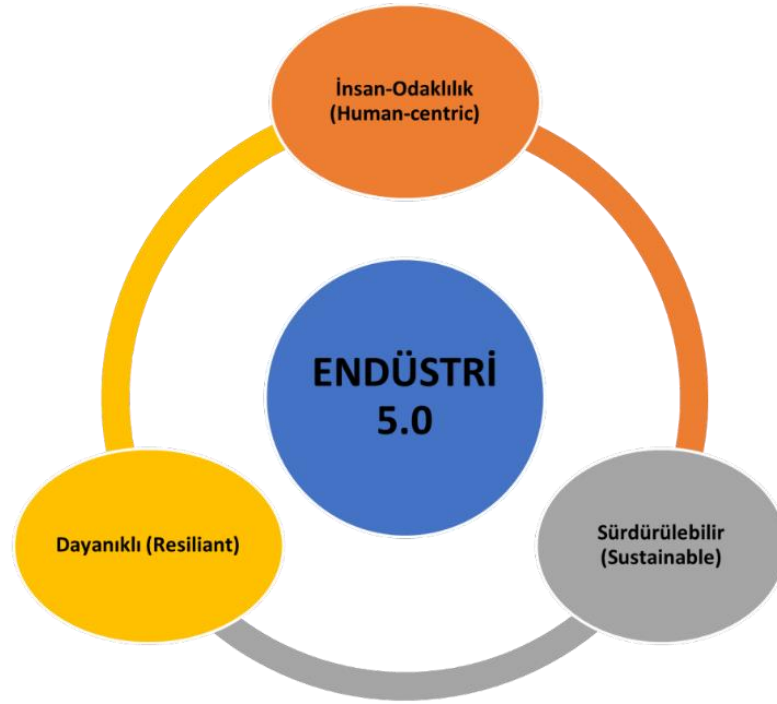 İnsan-Odaklılık
(Human-centric)
ENDÜSTRİ
5.0
Dayanıklı (Resiliant)
Sürdürülebilir
(Sustainable)